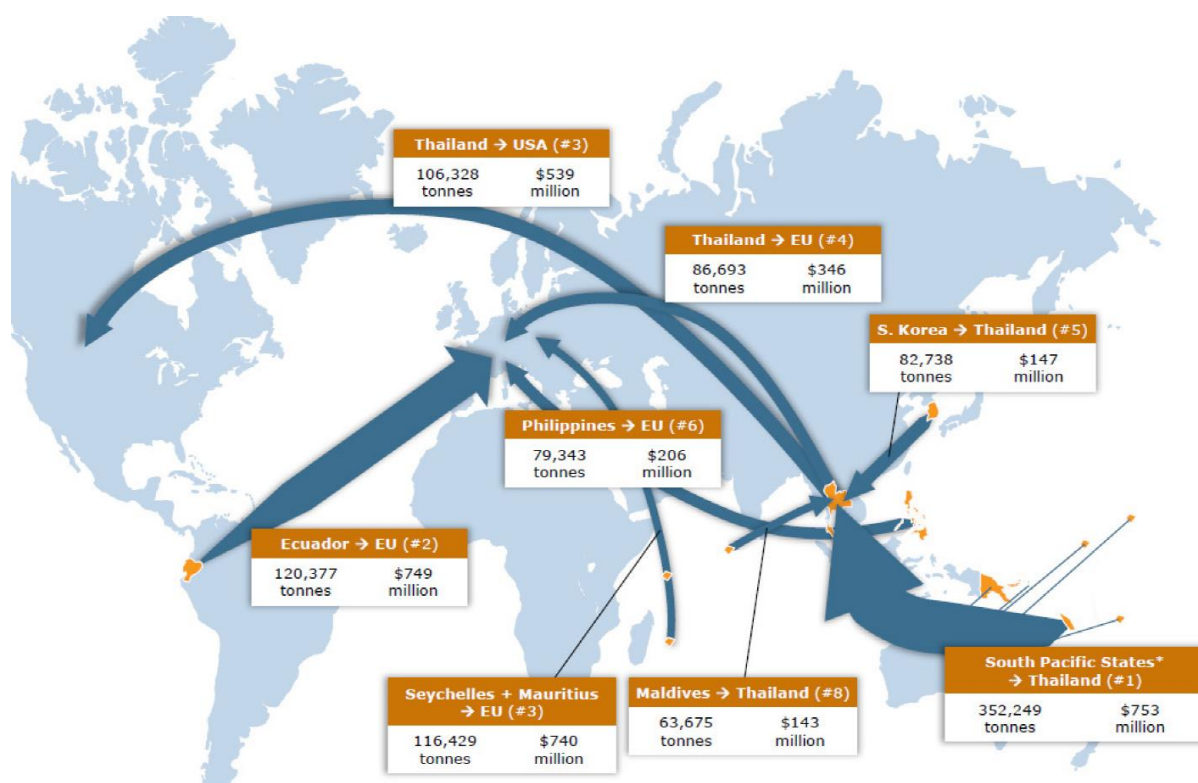 Thailand → USA (#3)
106,328 $539
tonnes million
Thailand → EU (#4)
86,693 $346
tonnes million
S. Korea → Thailand (#5)
82,738 $147
tonnes million
Philippines → EU (#6)
79,343 $206
tonnes million
Ecuador → EU (#2)
120,377 $749
tonnes million
Seychelles + Mauritius
→ EU (#3)
116,429 $740
tonnes million
Maldives → Thailand (#8)
63,675 $143
tonnes million
South Pacific States*
→ Thailand (#1)
352,249 $753
tonnes million